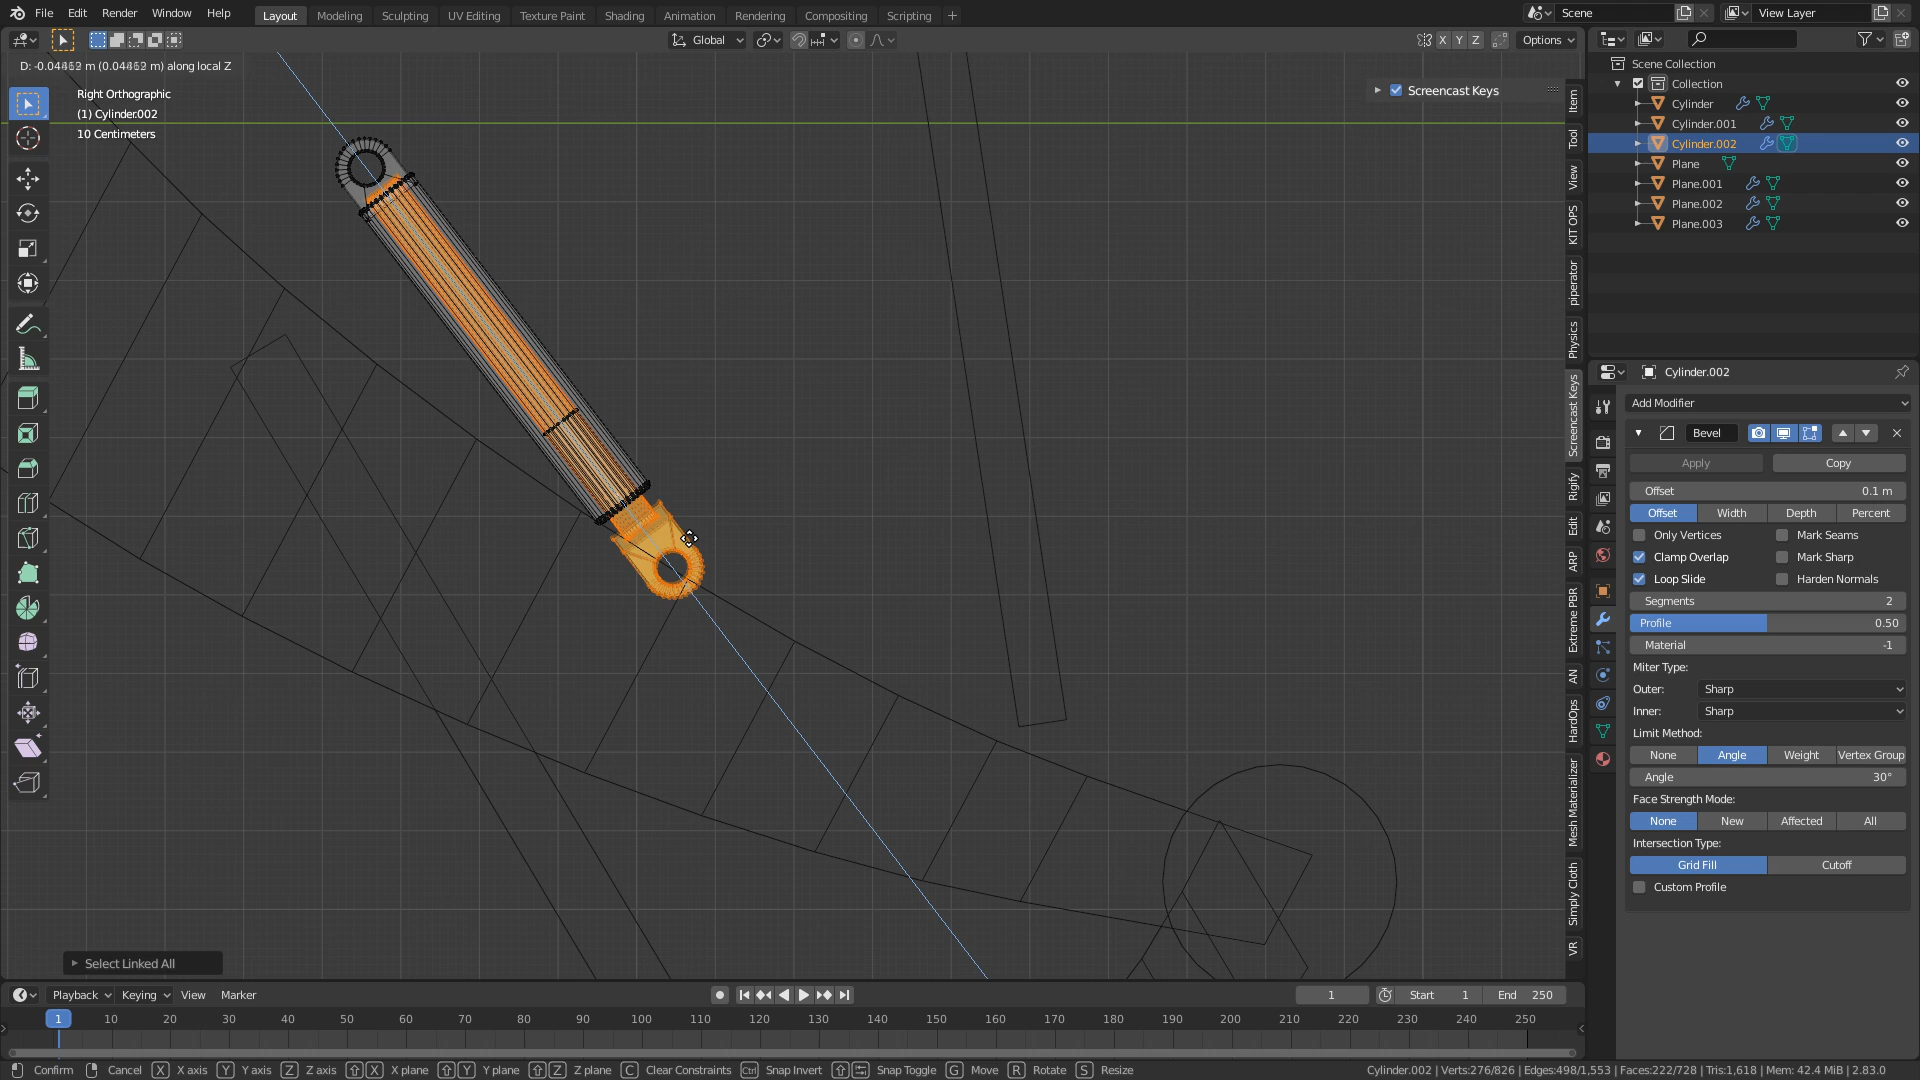 File Edit Render Window Help Layout Modeling Sculpting UV Editing Texture Paint Shading Animation Rendering Compositing Scripting + Scene View Layer
Global X Y Z Options
D: -0.04 m (0.04 m) along local Z
Right Orthographic
(1) Cylinder.002
10 Centimeters
Screencast Keys
Item
Tool
View
KIT OPS
piperator
Physics
Screencast Keys
Rigify
Edit
ARP
Extreme PBR
AN
HardOps
Mesh Materializer
Simply Cloth
VR
Scene Collection
Collection
Cylinder
Cylinder.001
Cylinder.002
Plane
Plane.001
Plane.002
Plane.003
Cylinder.002
Add Modifier
Bevel
Apply Copy
Offset 0.1 m
Offset Width Depth Percent
Only Vertices Mark Seams
Clamp Overlap Mark Sharp
Loop Slide Harden Normals
Segments 2
Profile 0.50
Material -1
Miter Type:
Outer: Sharp
Inner: Sharp
Limit Method:
None Angle Weight Vertex Group
Angle 30°
Face Strength Mode:
None New Affected All
Intersection Type:
Grid Fill Cutoff
Custom Profile
Select Linked All
Playback Keying View Marker 1 Start 1 End 250
1 10 20 30 40 50 60 70 80 90 100 110 120 130 140 150 160 170 180 190 200 210 220 230 240 250
Confirm Cancel X X axis Y Y axis Z Z axis X X plane Y Y plane Z Z plane C Clear Constraints Ctrl Snap Invert Snap Toggle G Move R Rotate S Resize Cylinder.002 | Verts:276/826 | Edges:498/1,553 | Faces:222/728 | Tris:1,618 | Mem: 42.4 MiB | 2.83.0